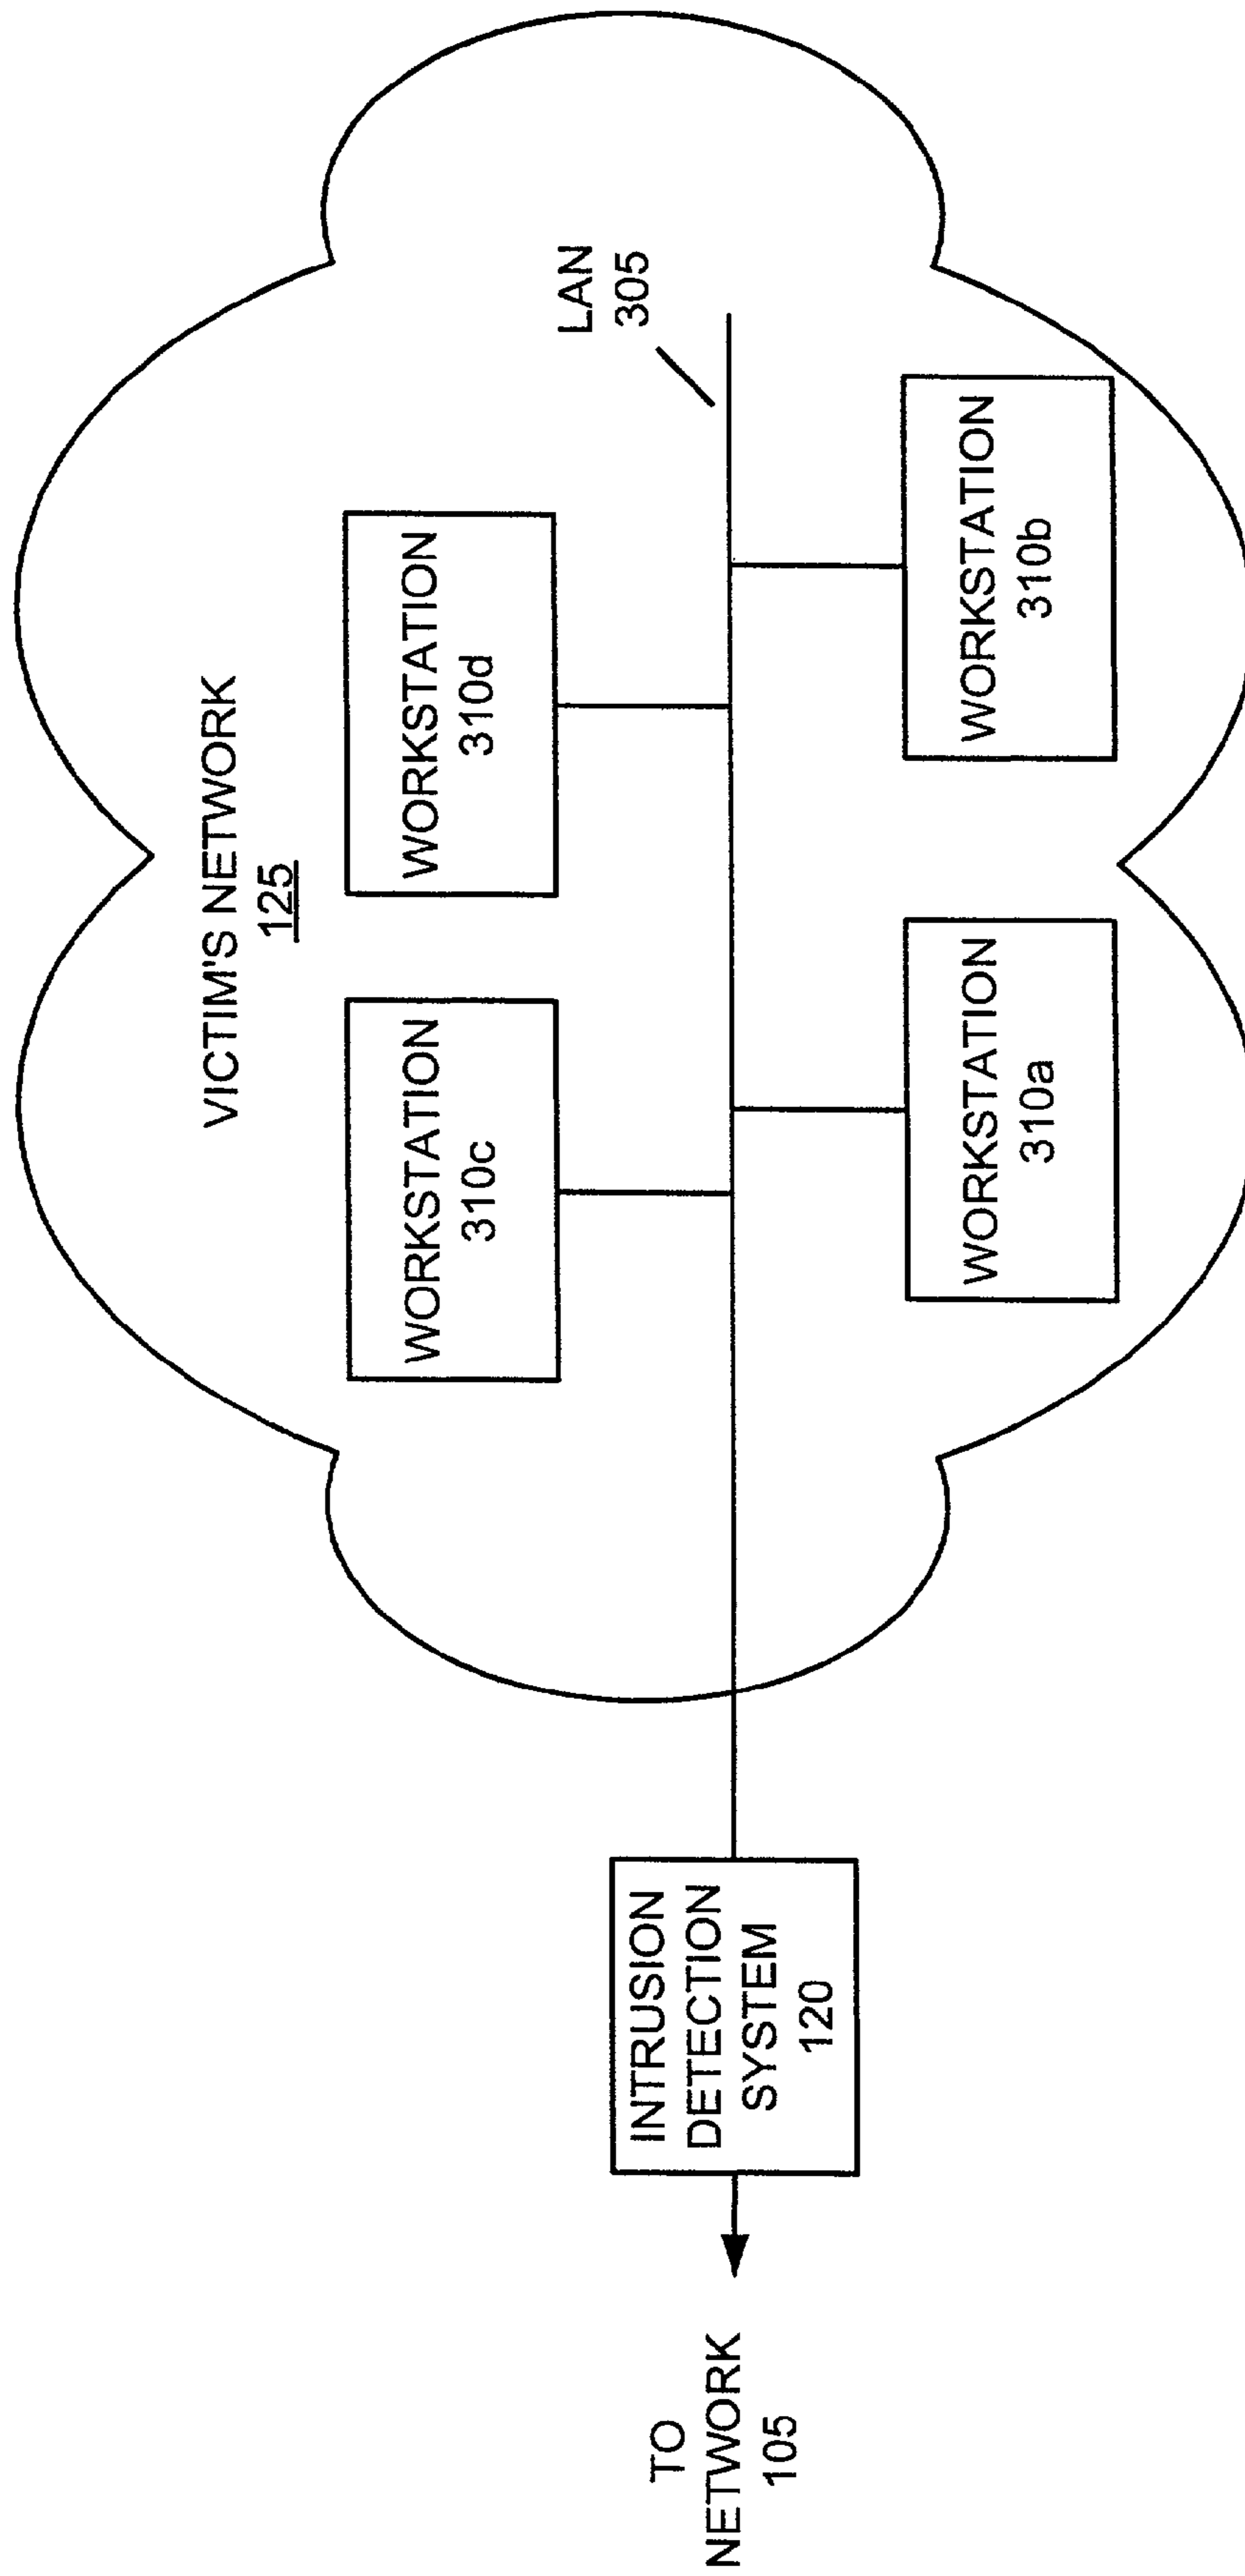 VICTIM'S NETWORK
125
WORKSTATION
310c
WORKSTATION
310d
LAN
305
INTRUSION
DETECTION
SYSTEM
120
TO
NETWORK
105
WORKSTATION
310a
WORKSTATION
310b